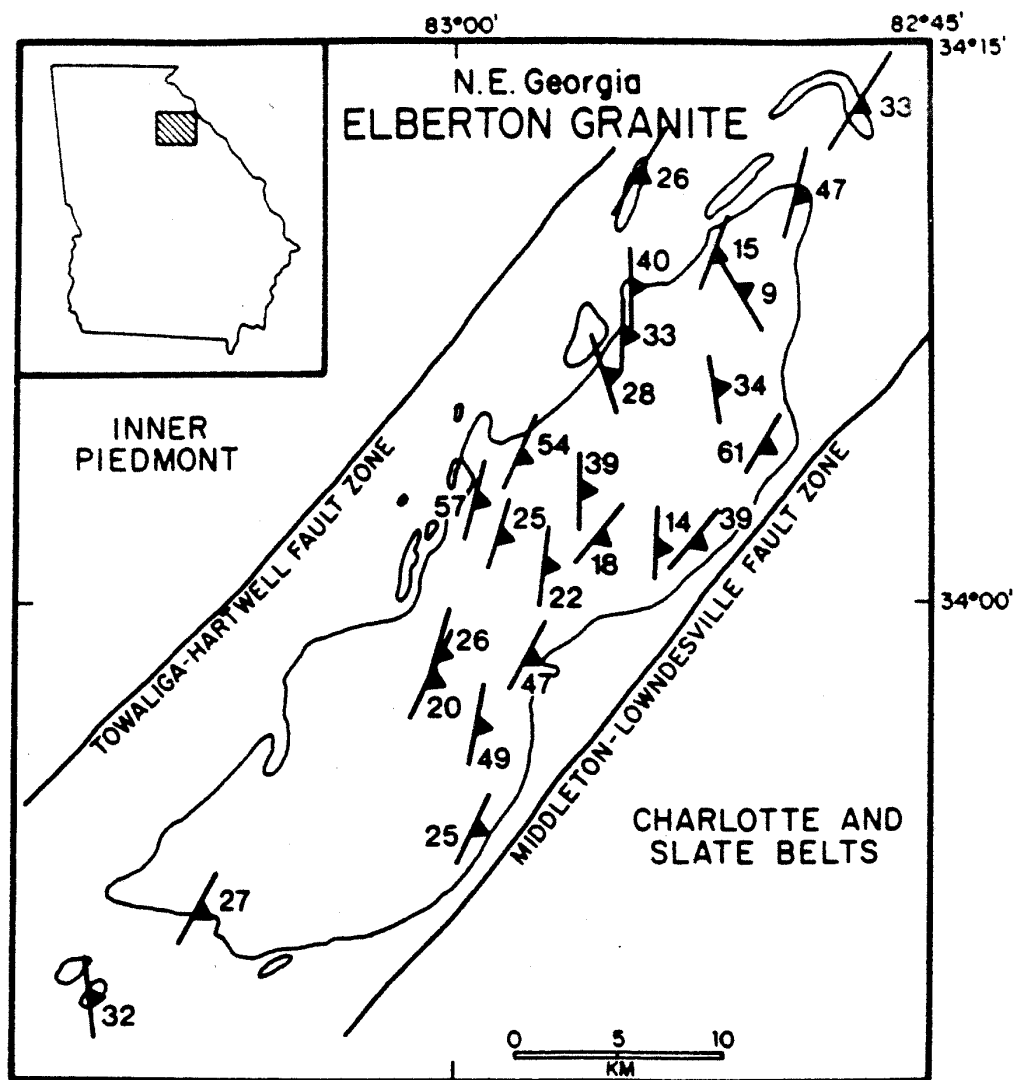 83°00'
82°45'
34°15'
N.E. Georgia
ELBERTON GRANITE
33
26
47
40
15
9
33
28
34
INNER
PIEDMONT
54
61
39
57
25
14
39
18
22
TOWALIGA-HARTWELL FAULT ZONE
34°00'
26
47
20
49
MIDDLETON-LOWNDESVILLE FAULT ZONE
25
CHARLOTTE AND
SLATE BELTS
27
32
0 5 10
KM